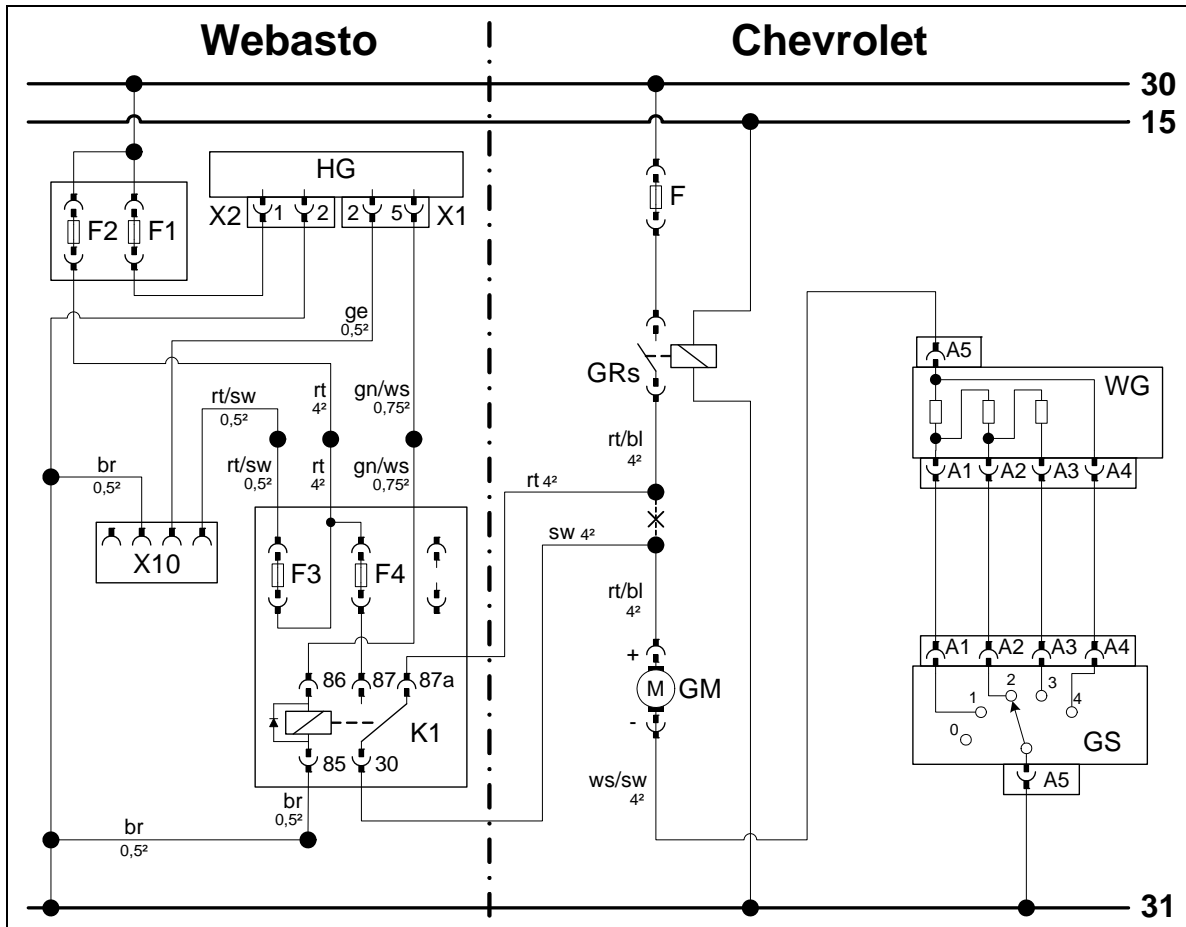 Webasto Chevrolet
30
15
HG
F2 F1 X2 1 2 2 5 X1 F
ge
0,5²
A5
GRs
WG
rt/sw
0,5²
rt
4²
gn/ws
0,75²
rt/bl
4²
br
0,5²
rt/sw
0,5²
rt
4²
gn/ws
0,75²
A1 A2 A3 A4
rt 4²
sw 4²
X10
F3 F4
rt/bl
4²
A1 A2 A3 A4
+
86 87 87a
M GM
-
K1
1 2 3 4
0
GS
85 30
A5
ws/sw
4²
br
0,5²
br
0,5²
31